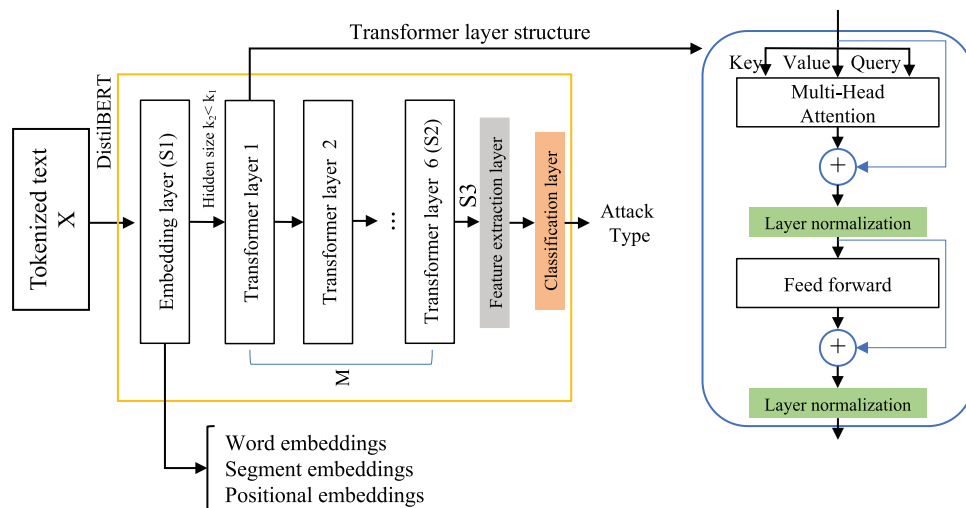 Transformer layer structure
Tokenized text
X
DistilBERT
Embedding layer (S1)
Hidden size k₂< k₁
Transformer layer 1
Transformer layer 2
...
Transformer layer 6 (S2)
S3
Feature extraction layer
Classification layer
Attack
Type
M
Word embeddings
Segment embeddings
Positional embeddings
Key Value Query
Multi-Head
Attention
+
Layer normalization
Feed forward
+
Layer normalization